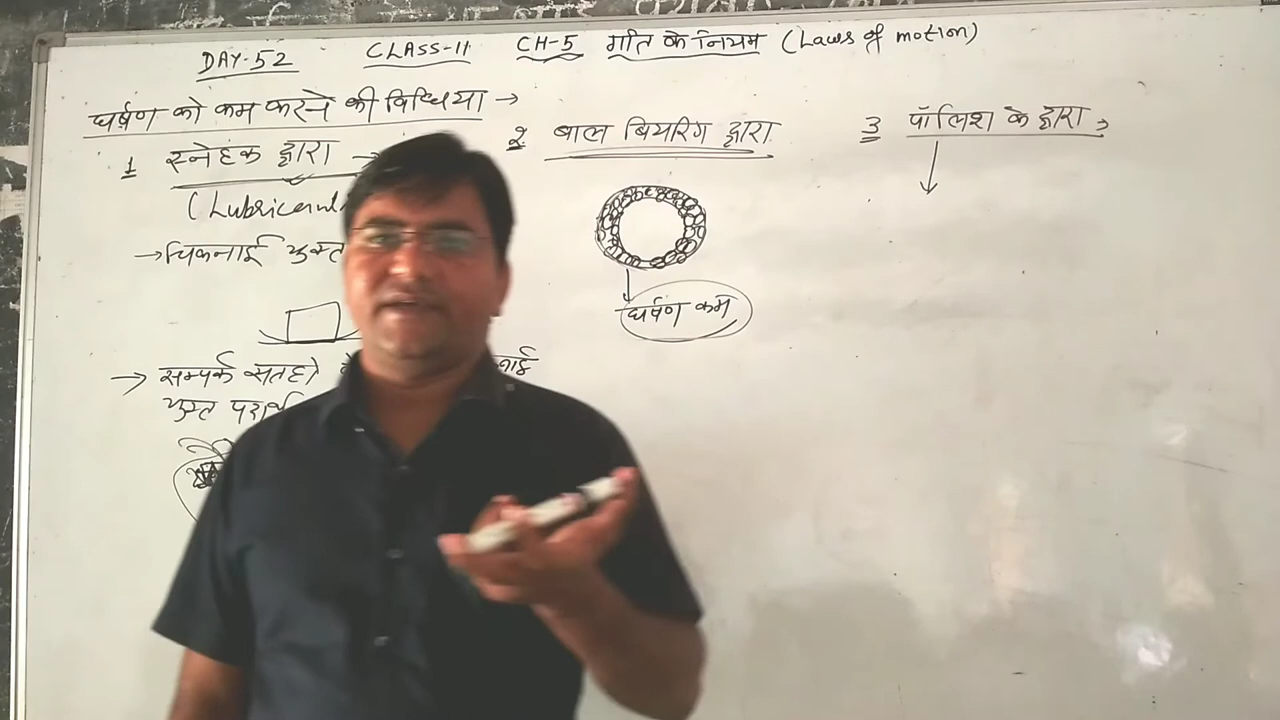 DAY-52 CLASS-11 CH-5 गति के नियम (Laws of motion)
घर्षण को कम करने की विधिया →
1 स्नेहक द्वारा →
(Lubricant
→ चिकनाई युक्त
→ सम्पर्क सतहो
युक्त पदार्थ
2. बाल बियरिंग द्वारा
घर्षण कम
3 पॉलिश के द्वारा